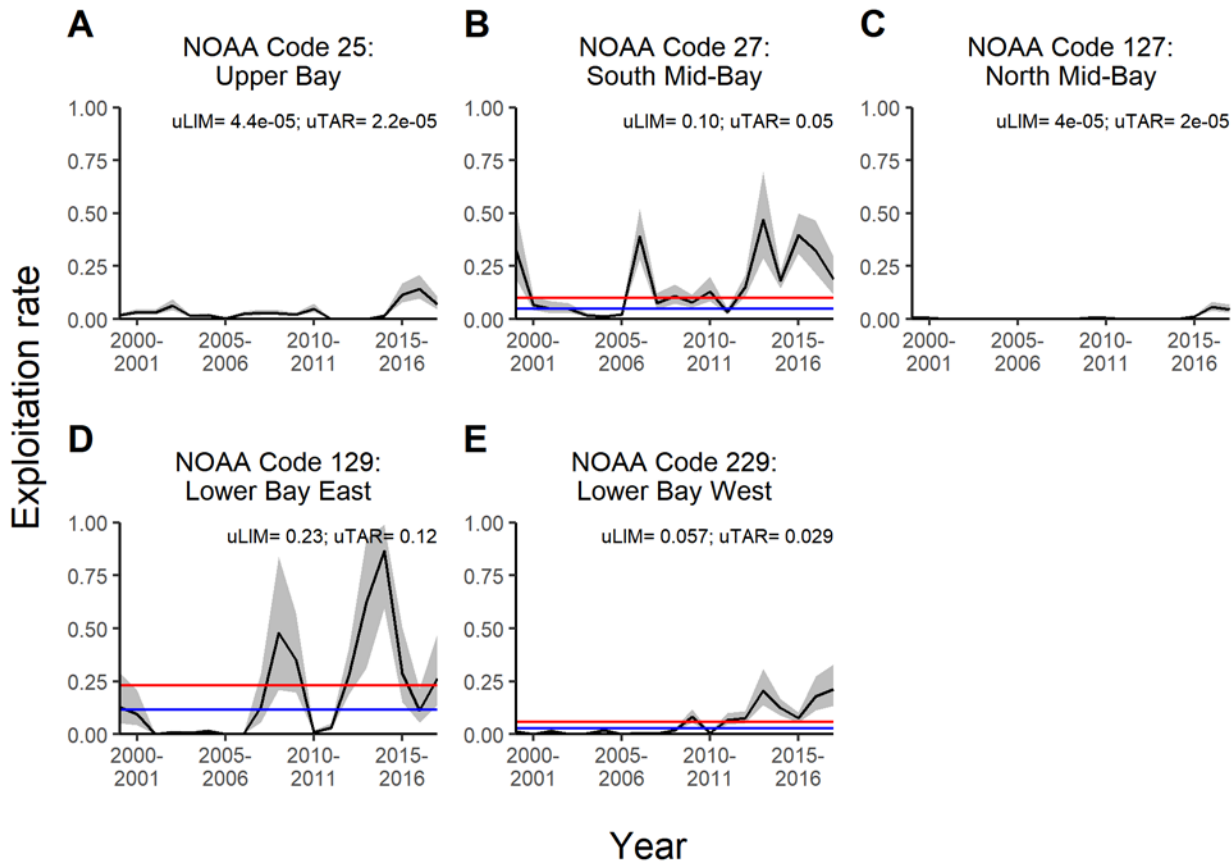 A
NOAA Code 25:
Upper Bay
uLIM= 4.4e-05; uTAR= 2.2e-05
1.00
0.75
0.50
0.25
0.00
2000-
2001
2005-
2006
2010-
2011
2015-
2016
B
NOAA Code 27:
South Mid-Bay
uLIM= 0.10; uTAR= 0.05
1.00
0.75
0.50
0.25
0.00
2000-
2001
2005-
2006
2010-
2011
2015-
2016
C
NOAA Code 127:
North Mid-Bay
uLIM= 4e-05; uTAR= 2e-05
1.00
0.75
0.50
0.25
0.00
2000-
2001
2005-
2006
2010-
2011
2015-
2016
Exploitation rate
D
NOAA Code 129:
Lower Bay East
uLIM= 0.23; uTAR= 0.12
1.00
0.75
0.50
0.25
0.00
2000-
2001
2005-
2006
2010-
2011
2015-
2016
E
NOAA Code 229:
Lower Bay West
uLIM= 0.057; uTAR= 0.029
1.00
0.75
0.50
0.25
0.00
2000-
2001
2005-
2006
2010-
2011
2015-
2016
Year